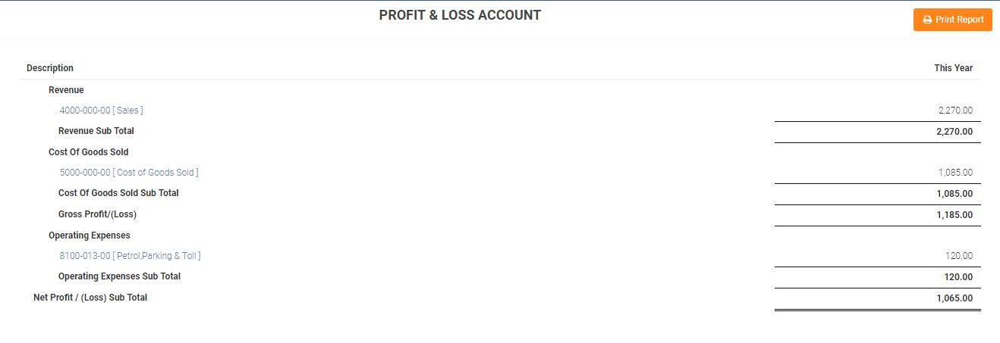 PROFIT & LOSS ACCOUNT
Print Report
Description This Year
Revenue
4000-000-00 [ Sales ] 2,270.00
Revenue Sub Total 2,270.00
Cost Of Goods Sold
5000-000-00 [ Cost of Goods Sold ] 1,085.00
Cost Of Goods Sold Sub Total 1,085.00
Gross Profit/(Loss) 1,185.00
Operating Expenses
8100-013-00 [ Petrol,Parking & Toll ] 120.00
Operating Expenses Sub Total 120.00
Net Profit / (Loss) Sub Total 1,065.00